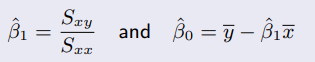 β̂₁ = Sxy / Sxx and β̂₀ = y̅ − β̂₁x̅